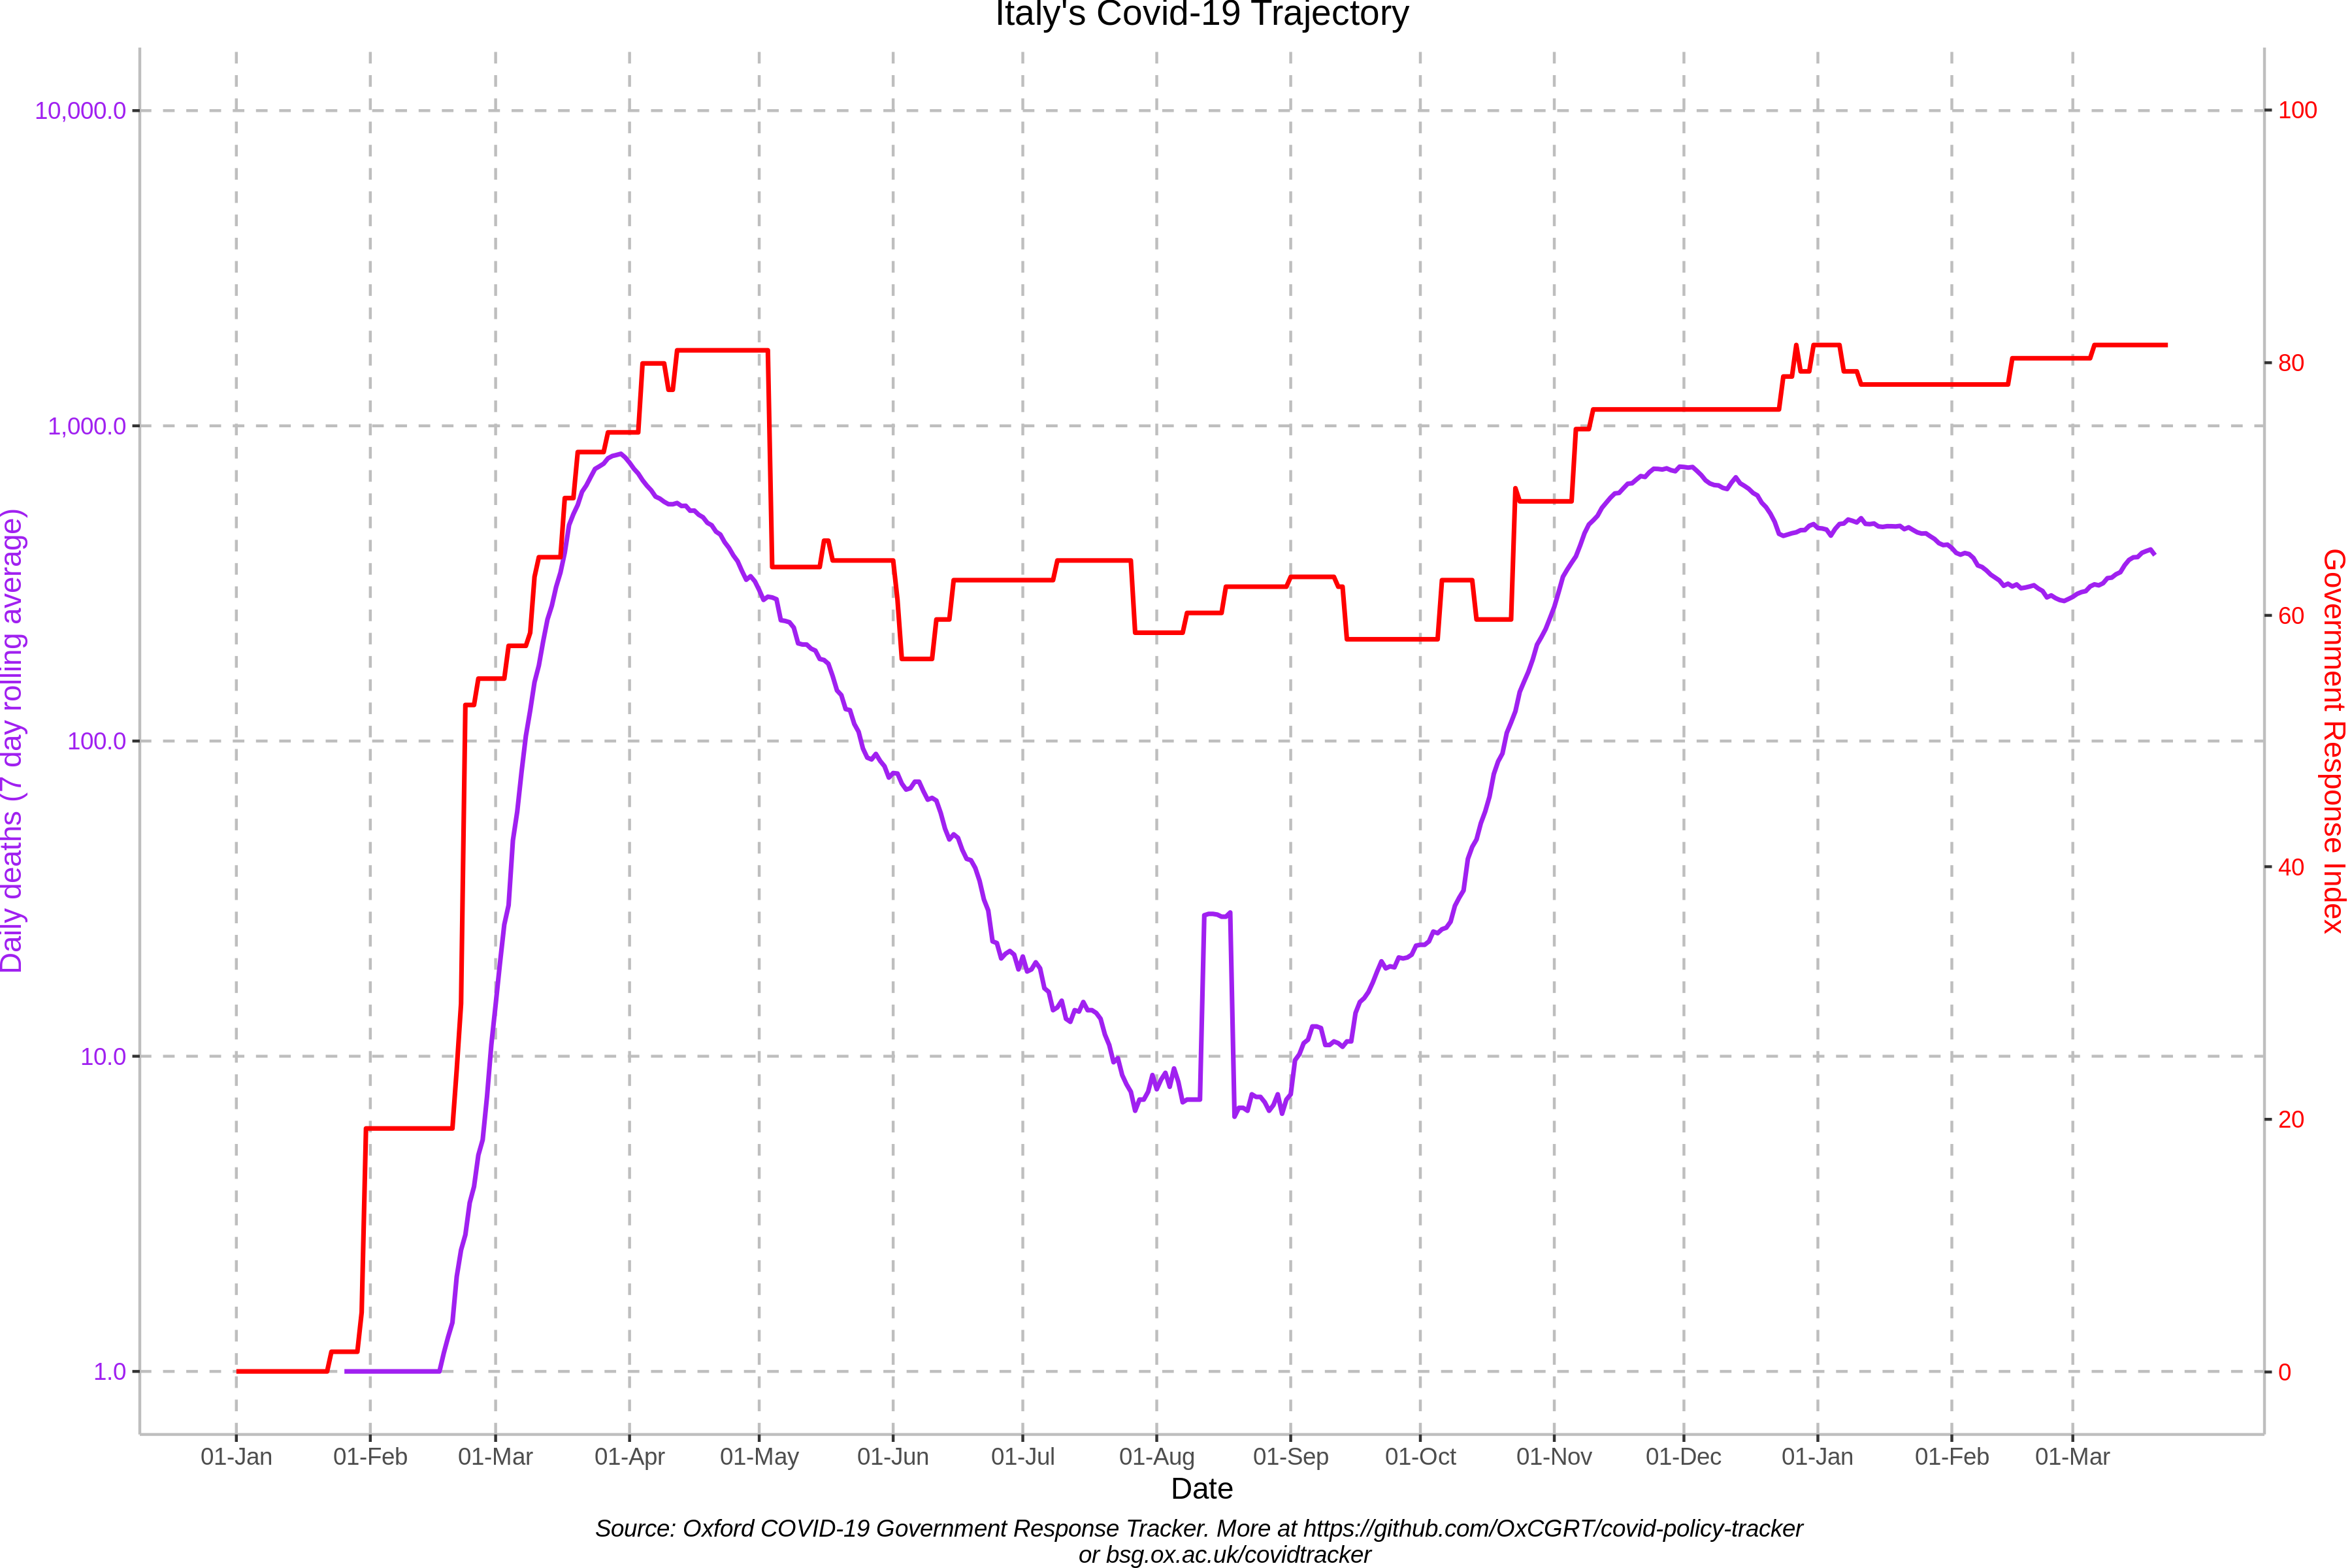 Italy's Covid-19 Trajectory
Daily deaths (7 day rolling average)
10,000.0
1,000.0
100.0
10.0
1.0
100
80
60
40
20
0
Government Response Index
01-Jan 01-Feb 01-Mar 01-Apr 01-May 01-Jun 01-Jul 01-Aug 01-Sep 01-Oct 01-Nov 01-Dec 01-Jan 01-Feb 01-Mar
Date
Source: Oxford COVID-19 Government Response Tracker. More at https://github.com/OxCGRT/covid-policy-tracker
or bsg.ox.ac.uk/covidtracker